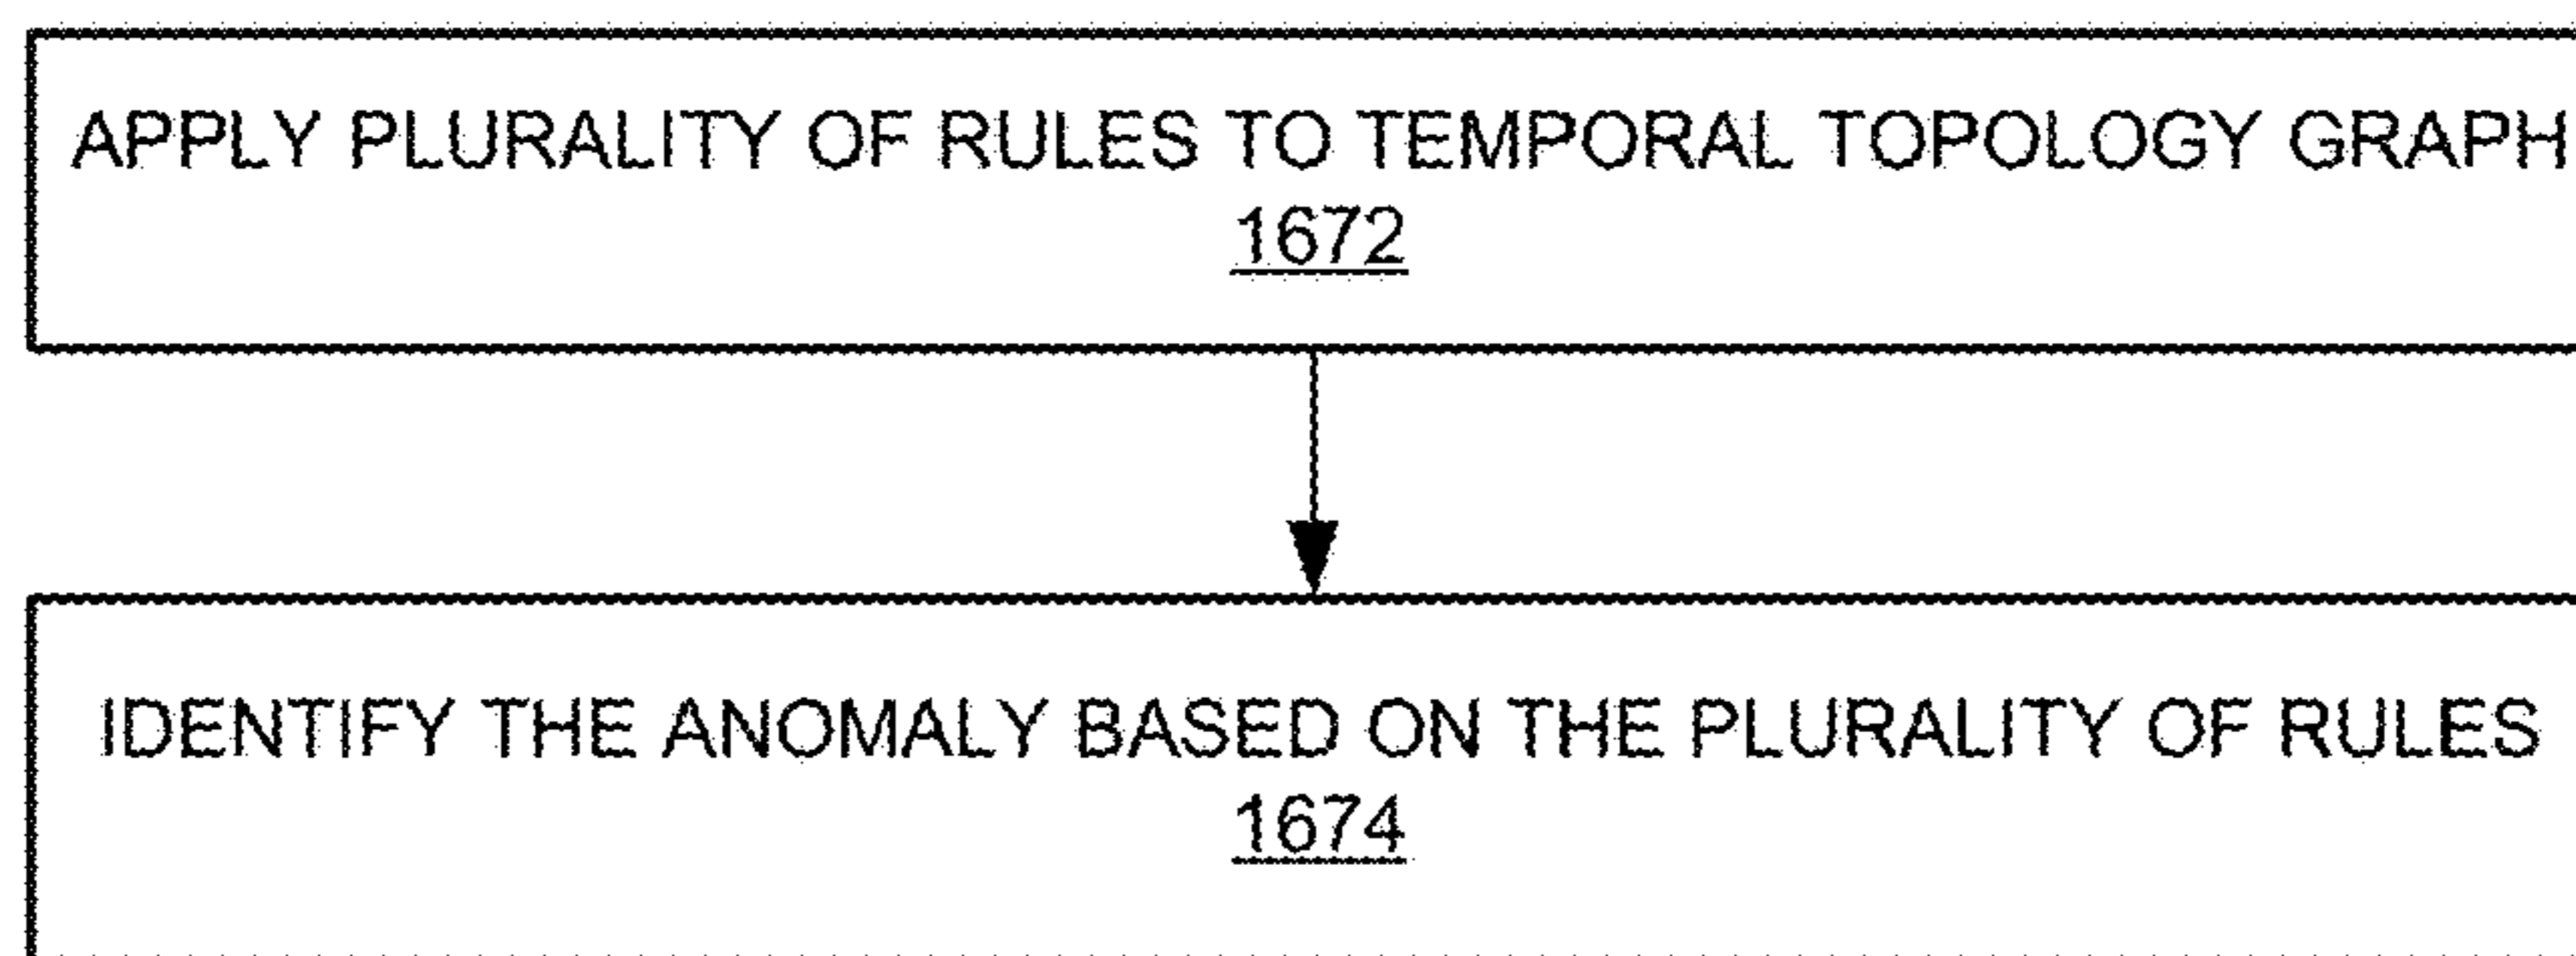 APPLY PLURALITY OF RULES TO TEMPORAL TOPOLOGY GRAPH
1672
IDENTIFY THE ANOMALY BASED ON THE PLURALITY OF RULES
1674